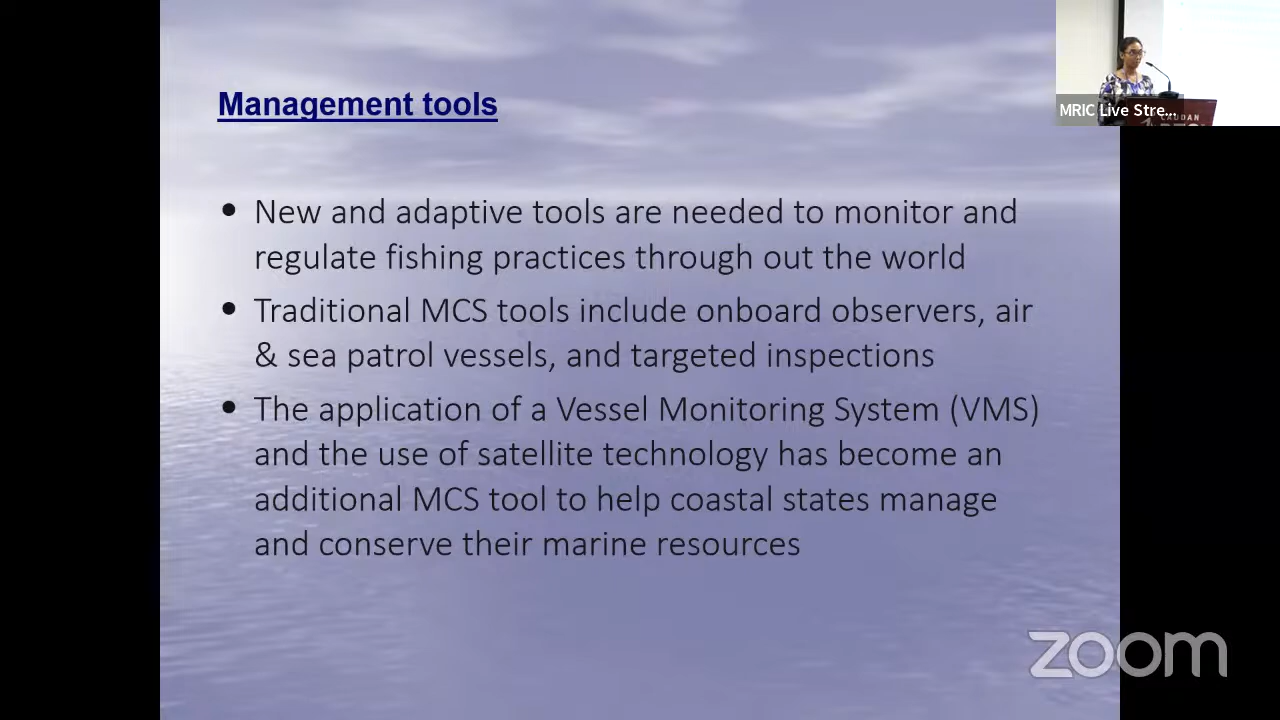 Management tools
MRIC Live Stre...
CAUDAN
• New and adaptive tools are needed to monitor and
regulate fishing practices through out the world
• Traditional MCS tools include onboard observers, air
& sea patrol vessels, and targeted inspections
• The application of a Vessel Monitoring System (VMS)
and the use of satellite technology has become an
additional MCS tool to help coastal states manage
and conserve their marine resources
zoom